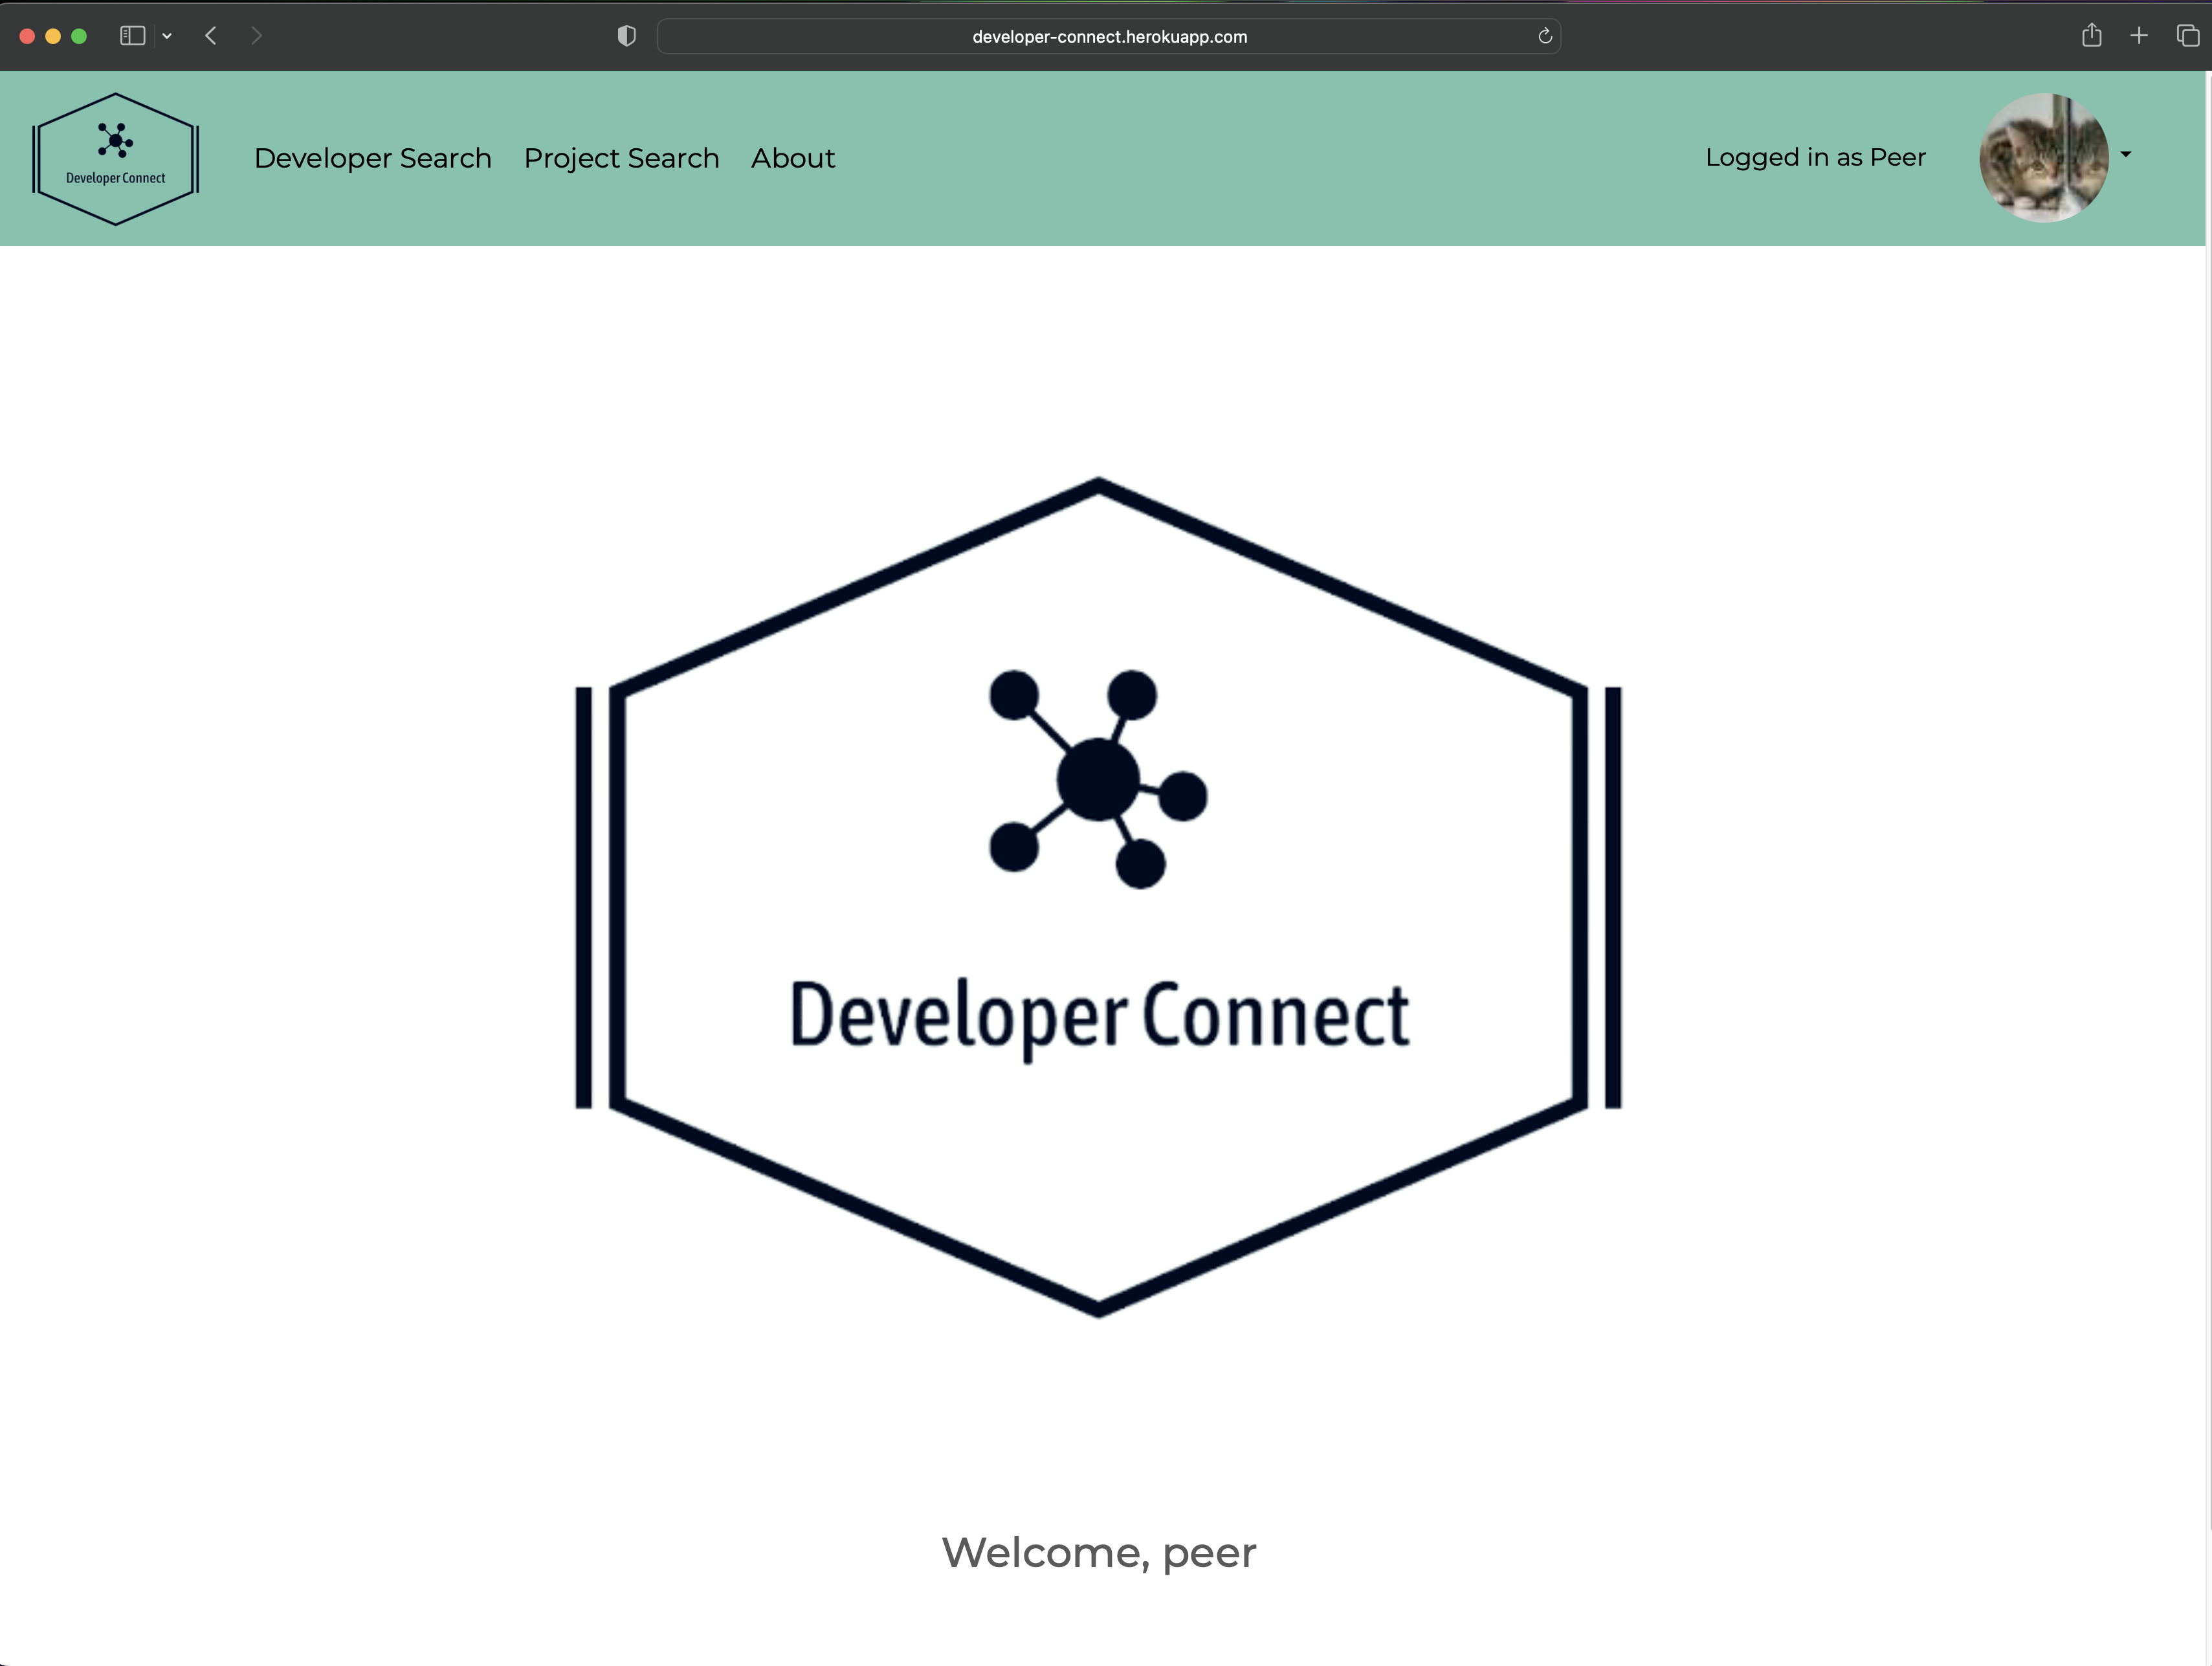 developer-connect.herokuapp.com
Developer Connect
Developer Search Project Search About
Logged in as Peer
Developer Connect
Welcome, peer